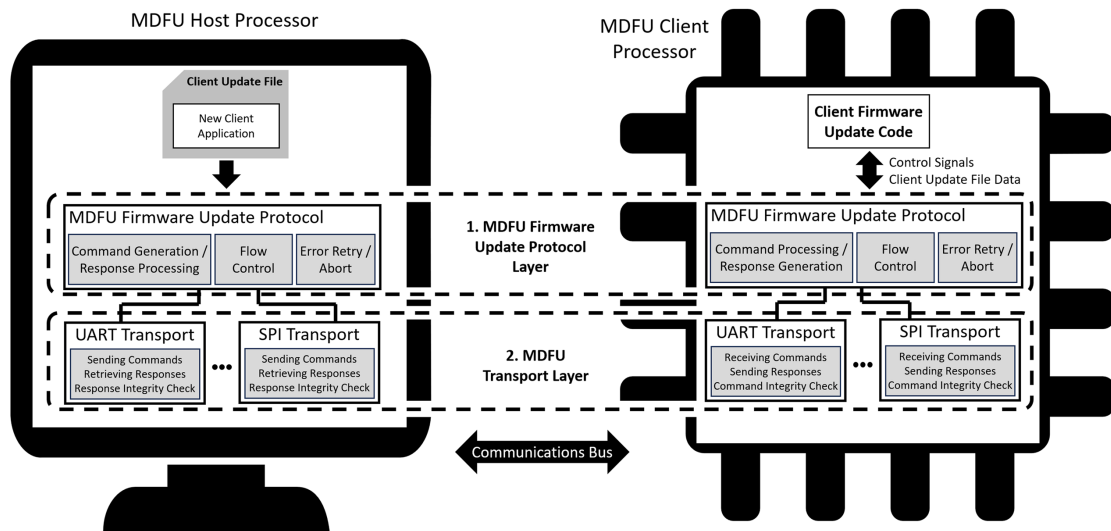 MDFU Host Processor
Client Update File
New Client
Application
MDFU Firmware Update Protocol
Command Generation /
Response Processing
Flow
Control
Error Retry /
Abort
UART Transport
Sending Commands
Retrieving Responses
Response Integrity Check
•••
SPI Transport
Sending Commands
Retrieving Responses
Response Integrity Check
1. MDFU Firmware
Update Protocol
Layer
2. MDFU
Transport Layer
Communications Bus
MDFU Client
Processor
Client Firmware
Update Code
Control Signals
Client Update File Data
MDFU Firmware Update Protocol
Command Processing /
Response Generation
Flow
Control
Error Retry /
Abort
UART Transport
Receiving Commands
Sending Responses
Command Integrity Check
•••
SPI Transport
Receiving Commands
Sending Responses
Command Integrity Check